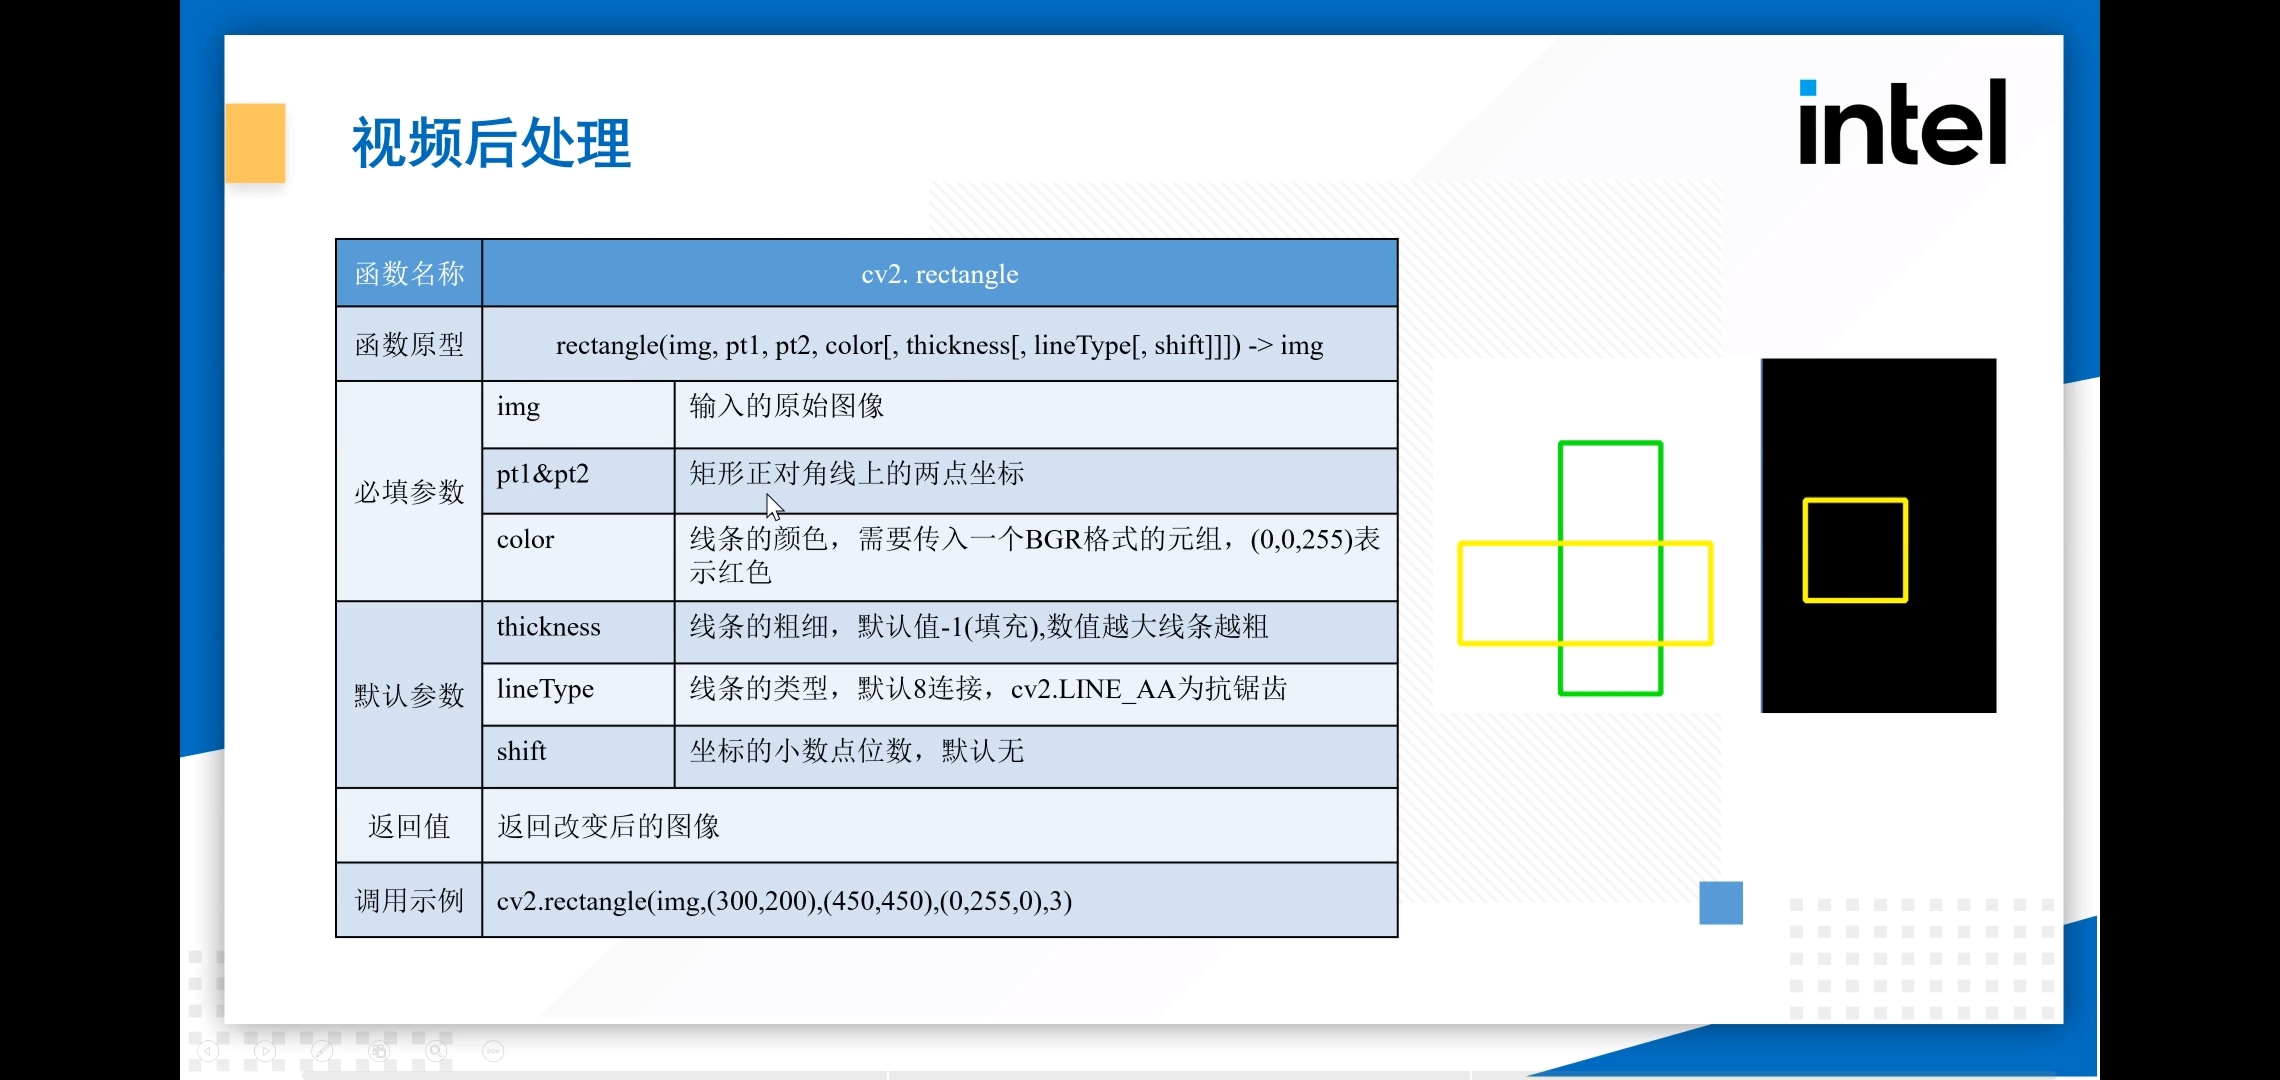 视频后处理
intel
函数名称
cv2. rectangle
函数原型
rectangle(img, pt1, pt2, color[, thickness[, lineType[, shift]]]) -> img
必填参数
img
输入的原始图像
pt1&pt2
矩形正对角线上的两点坐标
color
线条的颜色，需要传入一个BGR格式的元组，(0,0,255)表
示红色
默认参数
thickness
线条的粗细，默认值-1(填充),数值越大线条越粗
lineType
线条的类型，默认8连接，cv2.LINE_AA为抗锯齿
shift
坐标的小数点位数，默认无
返回值
返回改变后的图像
调用示例
cv2.rectangle(img,(300,200),(450,450),(0,255,0),3)